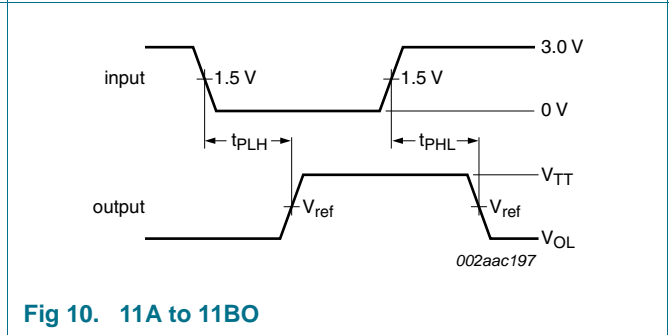 3.0 V
input
1.5 V
1.5 V
0 V
tPLH
tPHL
VTT
output
Vref
Vref
VOL
002aac197
Fig 10. 11A to 11BO